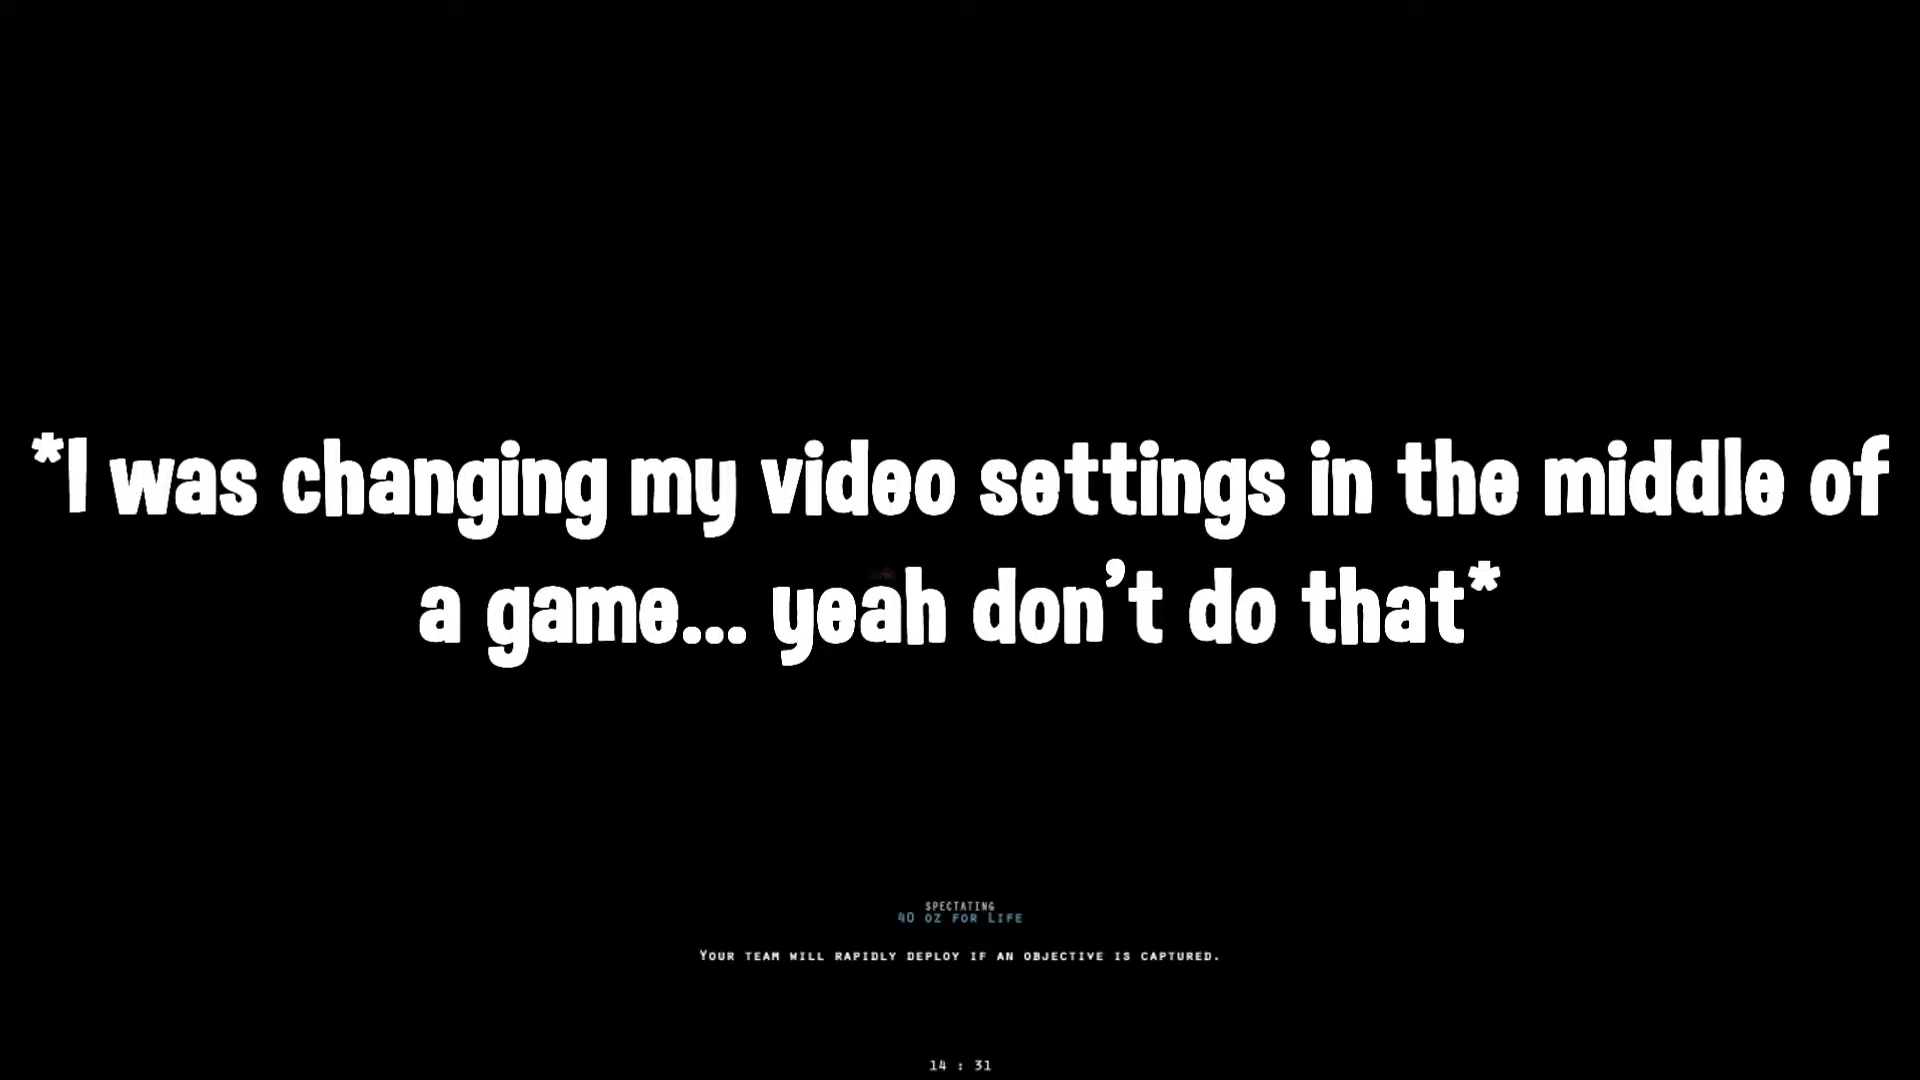 *I was changing my video settings in the middle of
a game... yeah don't do that*
SPECTATING
40 OZ FOR LIFE
YOUR TEAM WILL RAPIDLY DEPLOY IF AN OBJECTIVE IS CAPTURED.
14 : 31